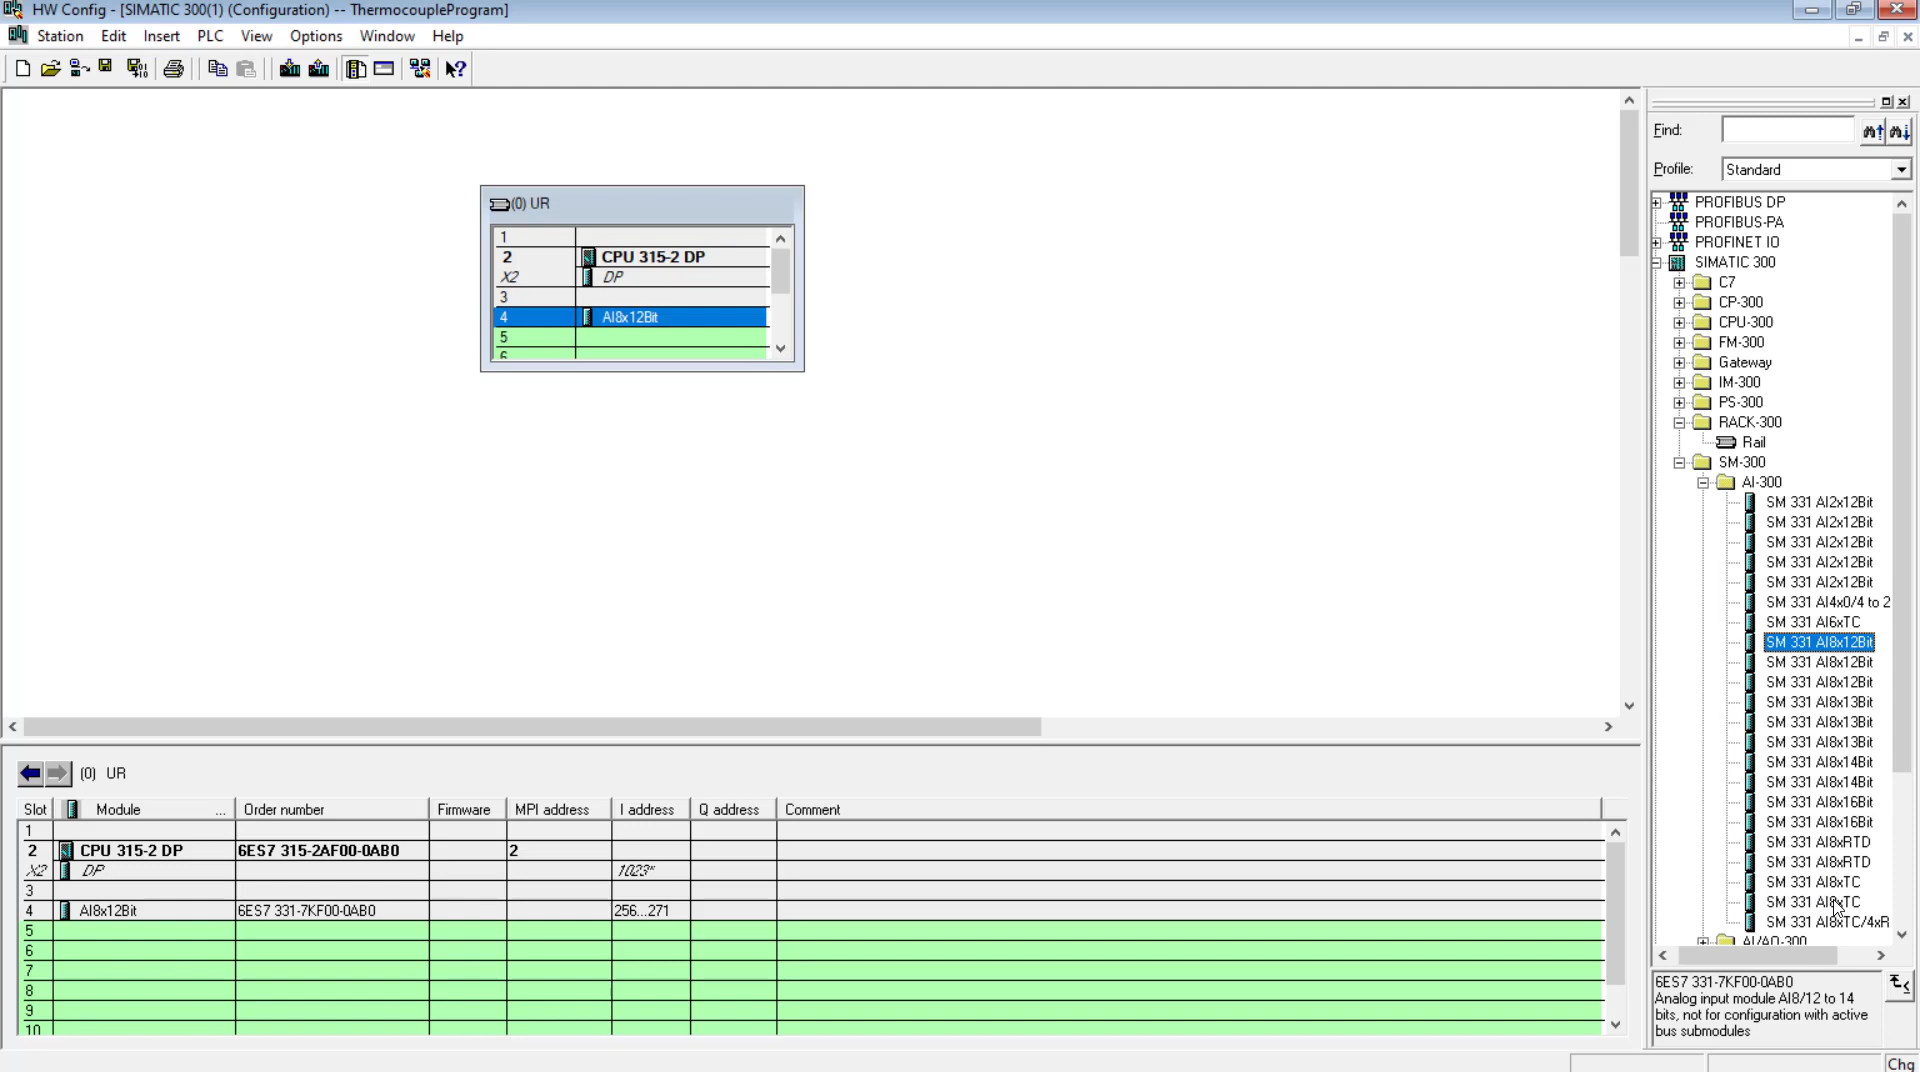 HW Config - [SIMATIC 300(1) (Configuration) -- ThermocoupleProgram]
Station Edit Insert PLC View Options Window Help
(0) UR
1
2 CPU 315-2 DP
X2 DP
3
4 AI8x12Bit
5
6
Find:
Profile: Standard
PROFIBUS DP
PROFIBUS-PA
PROFINET IO
SIMATIC 300
C7
CP-300
CPU-300
FM-300
Gateway
IM-300
PS-300
RACK-300
Rail
SM-300
AI-300
SM 331 AI2x12Bit
SM 331 AI2x12Bit
SM 331 AI2x12Bit
SM 331 AI2x12Bit
SM 331 AI2x12Bit
SM 331 AI4x0/4 to 2
SM 331 AI6xTC
SM 331 AI8x12Bit
SM 331 AI8x12Bit
SM 331 AI8x12Bit
SM 331 AI8x13Bit
SM 331 AI8x13Bit
SM 331 AI8x13Bit
SM 331 AI8x14Bit
SM 331 AI8x14Bit
SM 331 AI8x16Bit
SM 331 AI8x16Bit
SM 331 AI8xRTD
SM 331 AI8xRTD
SM 331 AI8xTC
SM 331 AI8xTC
SM 331 AI8xTC/4xR
AI/AO-300
6ES7 331-7KF00-0AB0
Analog input module AI8/12 to 14
bits, not for configuration with active
bus submodules
(0) UR
Slot Module ... Order number Firmware MPI address I address Q address Comment
1
2 CPU 315-2 DP 6ES7 315-2AF00-0AB0 2
X2 DP 1023*
3
4 AI8x12Bit 6ES7 331-7KF00-0AB0 256...271
5
6
7
8
9
10
Chg